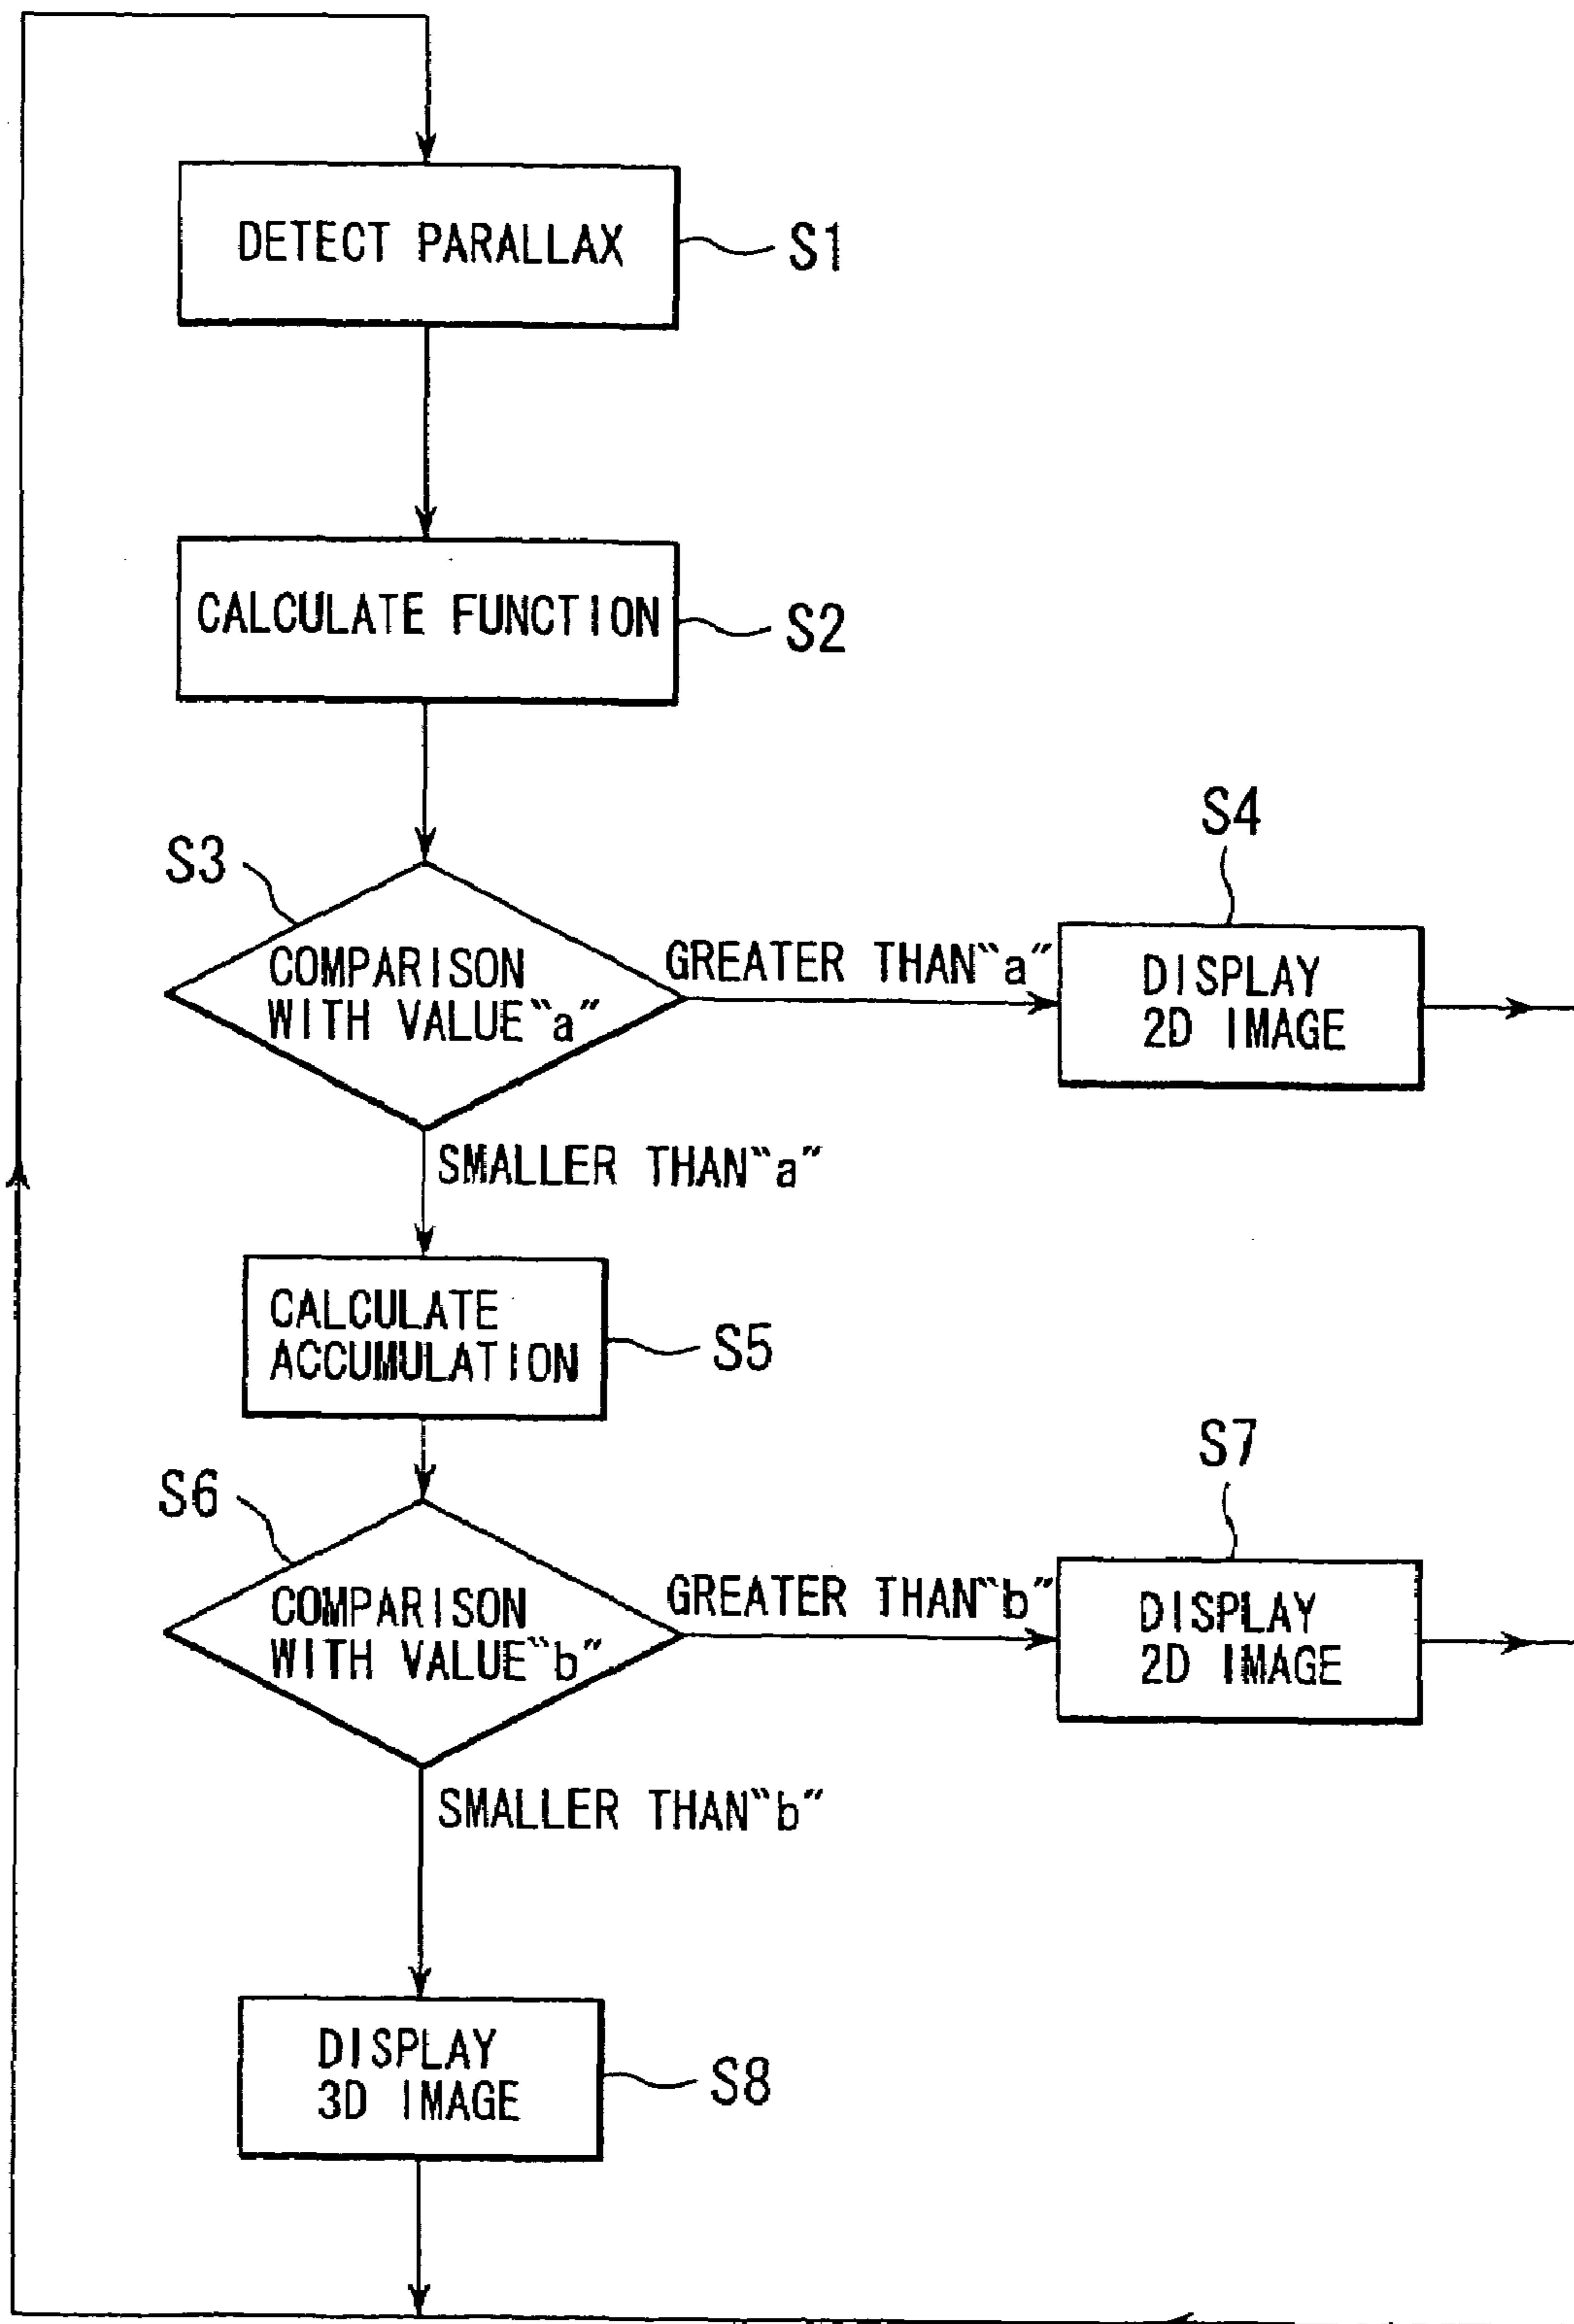 DETECT PARALLAX
S1
CALCULATE FUNCTION
S2
S3
COMPARISON
WITH VALUE“a”
GREATER THAN“a”
S4
DISPLAY
2D IMAGE
SMALLER THAN“a”
CALCULATE
ACCUMULATION
S5
S6
COMPARISON
WITH VALUE“b”
GREATER THAN“b”
S7
DISPLAY
2D IMAGE
SMALLER THAN“b”
DISPLAY
3D IMAGE
S8